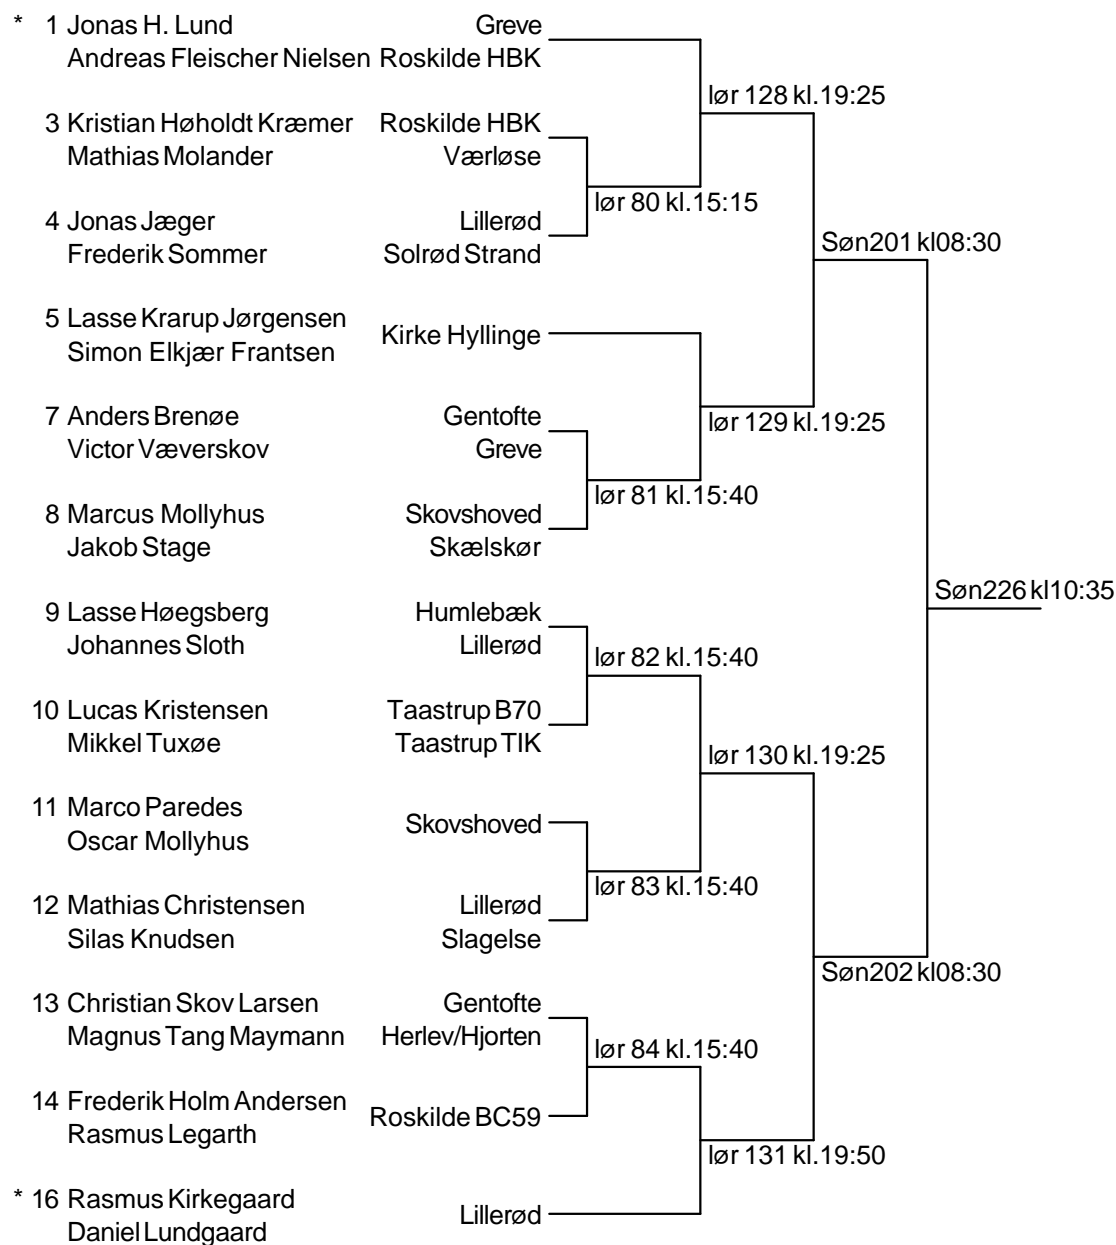 * 1 Jonas H. Lund Greve
Andreas Fleischer Nielsen Roskilde HBK
lør 128 kl.19:25
3 Kristian Høholdt Kræmer Roskilde HBK
Mathias Molander Værløse
lør 80 kl.15:15
4 Jonas Jæger Lillerød
Frederik Sommer Solrød Strand
Søn201 kl08:30
5 Lasse Krarup Jørgensen
Kirke Hyllinge
Simon Elkjær Frantsen
7 Anders Brenøe Gentofte
lør 129 kl.19:25
Victor Væverskov Greve
lør 81 kl.15:40
8 Marcus Mollyhus Skovshoved
Jakob Stage Skælskør
Søn226 kl10:35
9 Lasse Høegsberg Humlebæk
Johannes Sloth Lillerød
lør 82 kl.15:40
10 Lucas Kristensen Taastrup B70
Mikkel Tuxøe Taastrup TIK
lør 130 kl.19:25
11 Marco Paredes
Skovshoved
Oscar Mollyhus
lør 83 kl.15:40
12 Mathias Christensen Lillerød
Silas Knudsen Slagelse
Søn202 kl08:30
13 Christian Skov Larsen Gentofte
Magnus Tang Maymann Herlev/Hjorten
lør 84 kl.15:40
14 Frederik Holm Andersen
Roskilde BC59
Rasmus Legarth
lør 131 kl.19:50
* 16 Rasmus Kirkegaard
Lillerød
Daniel Lundgaard